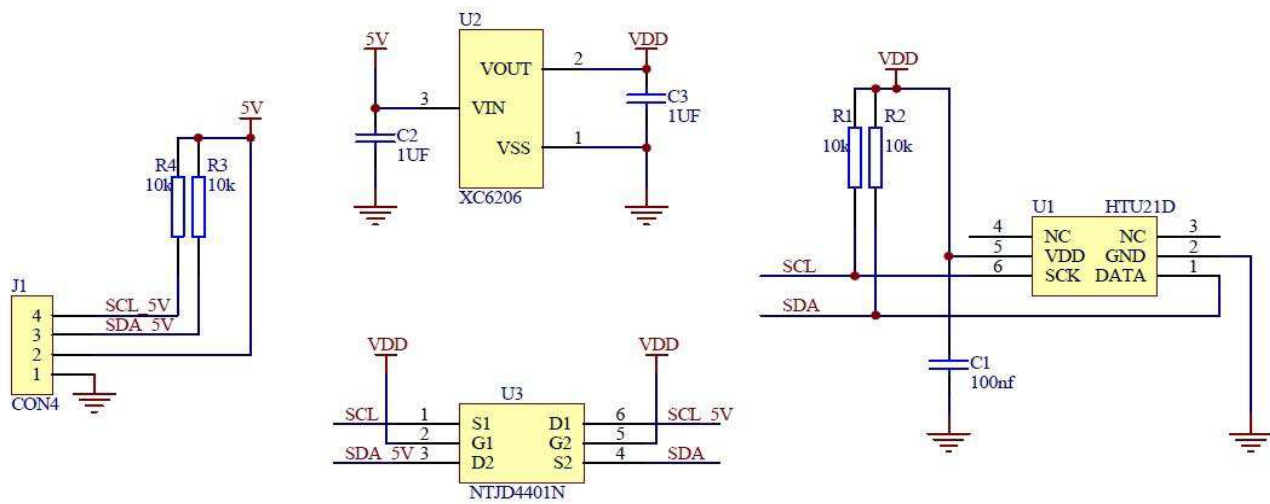 5V
R4
10k
R3
10k
J1
4
SCL_5V
3
SDA_5V
2
1
CON4
5V
U2
VDD
VOUT
2
3
VIN
C3
1UF
C2
1UF
VSS
1
XC6206
VDD
VDD
U3
SCL
1
S1
D1
6
SCL_5V
2
G1
G2
5
SDA_5V
3
D2
S2
4
SDA
NTJD4401N
VDD
R1
10k
R2
10k
U1
HTU21D
4
NC
NC
3
5
VDD
GND
2
SCL
6
SCK
DATA
1
SDA
C1
100nf